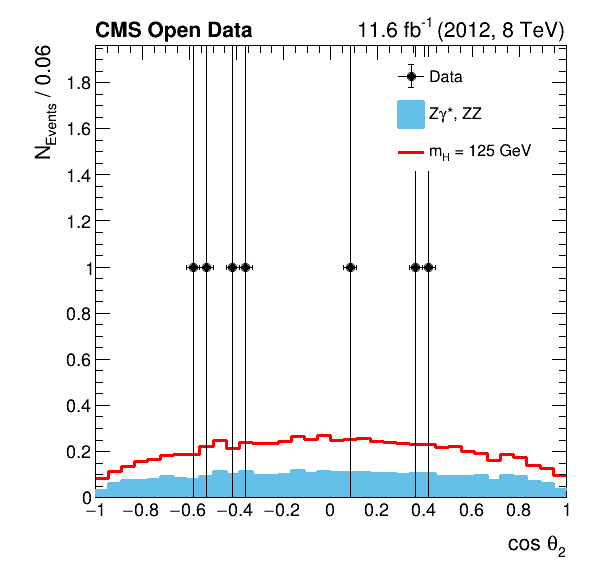 CMS Open Data 11.6 fb⁻¹ (2012, 8 TeV)
N_Events / 0.06
1.8
1.6
1.4
1.2
1
0.8
0.6
0.4
0.2
0
Data
Zγ*, ZZ
m_H = 125 GeV
−1 −0.8 −0.6 −0.4 −0.2 0 0.2 0.4 0.6 0.8 1
cos θ₂